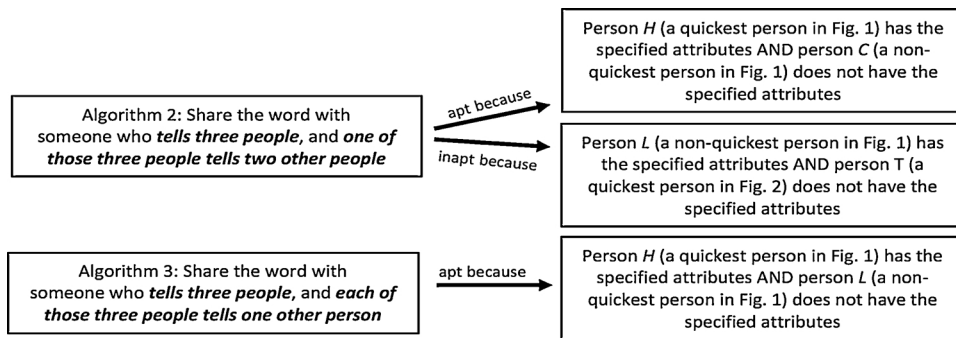 Person H (a quickest person in Fig. 1) has the
specified attributes AND person C (a non-
quickest person in Fig. 1) does not have the
specified attributes
Algorithm 2: Share the word with
someone who tells three people, and one of
those three people tells two other people
apt because
inapt because
Person L (a non-quickest person in Fig. 1) has
the specified attributes AND person T (a
quickest person in Fig. 2) does not have the
specified attributes
Algorithm 3: Share the word with
someone who tells three people, and each of
those three people tells one other person
apt because
Person H (a quickest person in Fig. 1) has the
specified attributes AND person L (a non-
quickest person in Fig. 1) does not have the
specified attributes